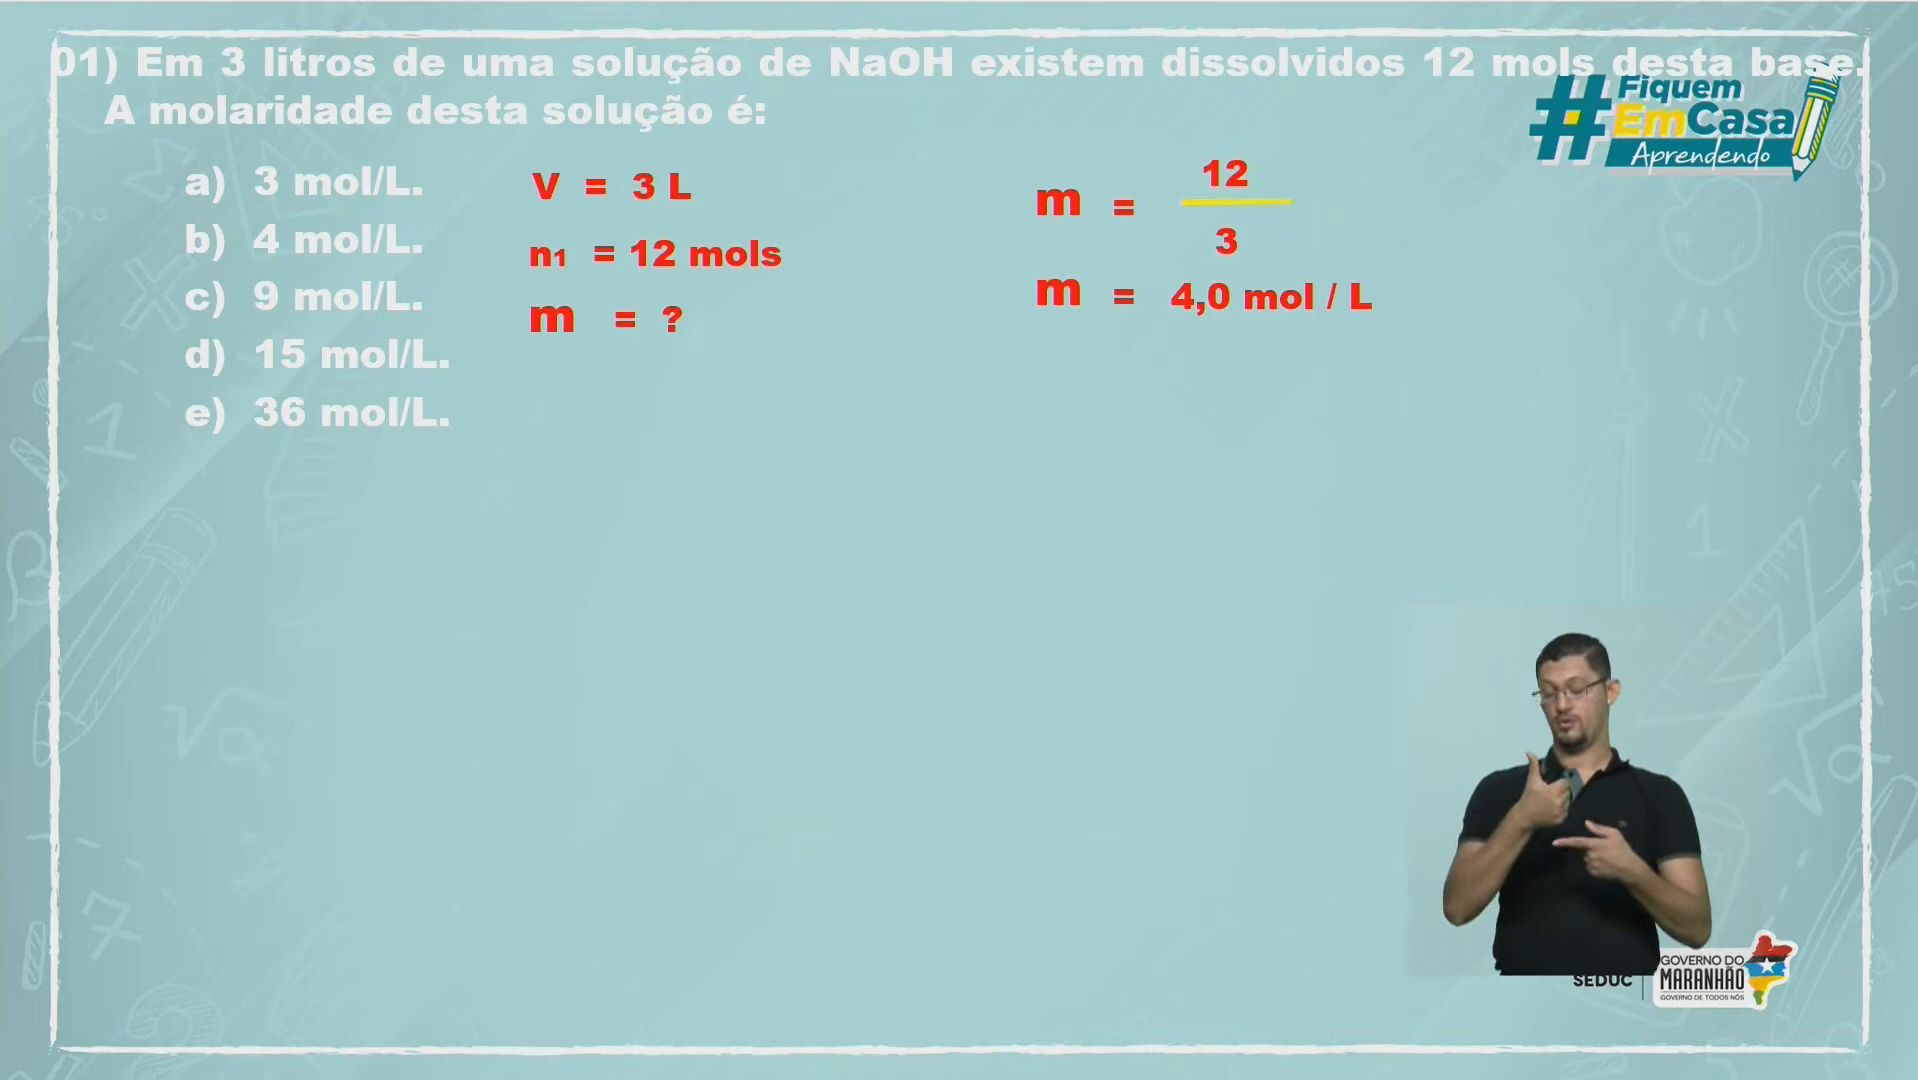 01) Em 3 litros de uma solução de NaOH existem dissolvidos 12 mols desta base.
A molaridade desta solução é:
#Fiquem
EmCasa
Aprendendo
a) 3 mol/L.
b) 4 mol/L.
c) 9 mol/L.
d) 15 mol/L.
e) 36 mol/L.
V = 3 L
n1 = 12 mols
m = ?
12
m =
3
m = 4,0 mol / L
SEDUC
GOVERNO DO
MARANHÃO
GOVERNO DE TODOS NÓS